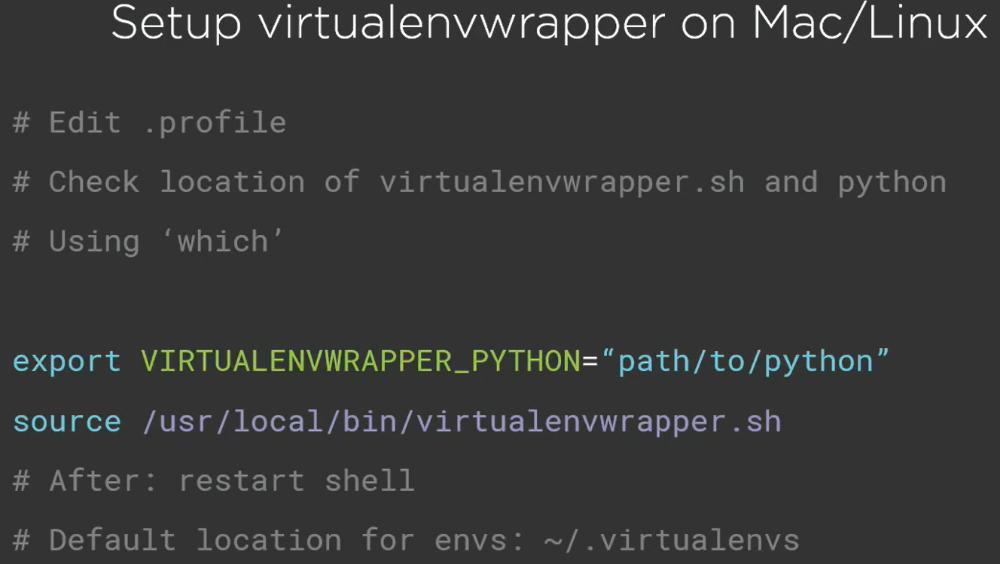 Setup virtualenvwrapper on Mac/Linux
# Edit .profile
# Check location of virtualenvwrapper.sh and python
# Using ‘which’
export VIRTUALENVWRAPPER_PYTHON=“path/to/python”
source /usr/local/bin/virtualenvwrapper.sh
# After: restart shell
# Default location for envs: ~/.virtualenvs